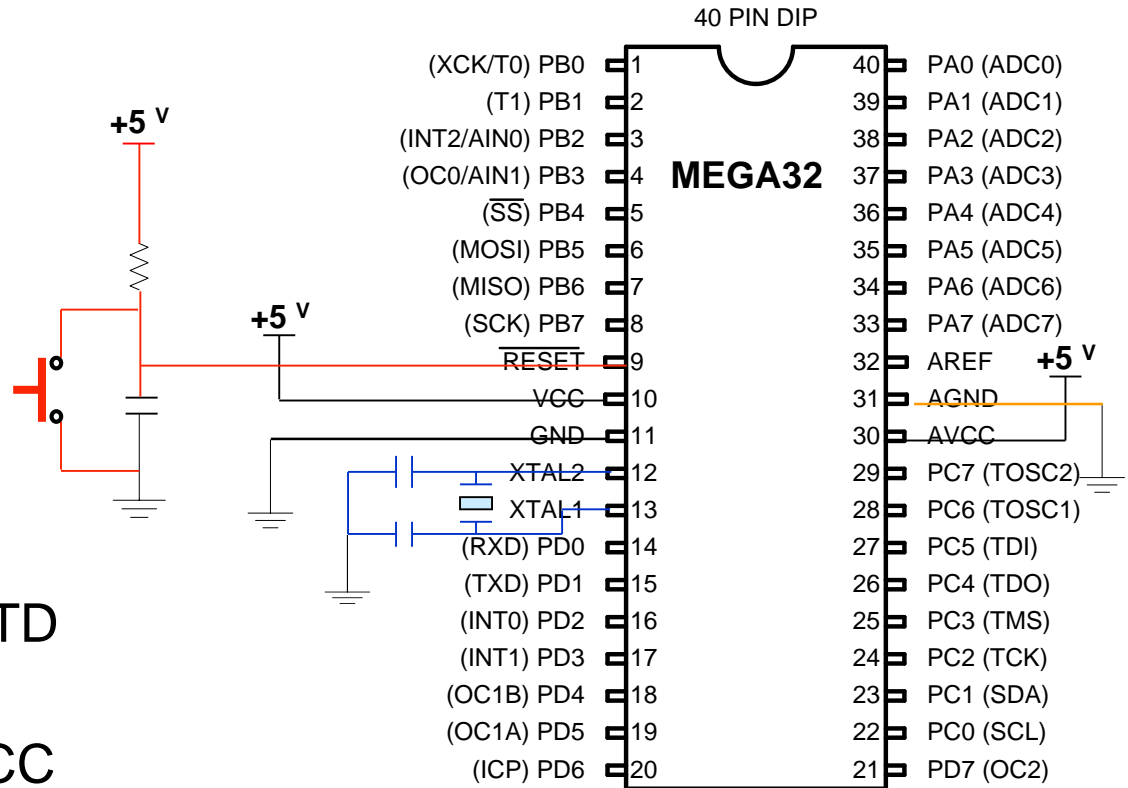 40 PIN DIP
(XCK/T0) PB0 1 40 PA0 (ADC0)
(T1) PB1 2 39 PA1 (ADC1)
+5 V
(INT2/AIN0) PB2 3 38 PA2 (ADC2)
(OC0/AIN1) PB3 4 MEGA32 37 PA3 (ADC3)
(S̅S̅) PB4 5 36 PA4 (ADC4)
(MOSI) PB5 6 35 PA5 (ADC5)
(MISO) PB6 7 34 PA6 (ADC6)
+5 V
(SCK) PB7 8 33 PA7 (ADC7)
R̅E̅S̅E̅T̅ 9 32 AREF +5 V
VCC 10 31 AGND
GND 11 30 AVCC
XTAL2 12 29 PC7 (TOSC2)
XTAL1 13 28 PC6 (TOSC1)
(RXD) PD0 14 27 PC5 (TDI)
(TXD) PD1 15 26 PC4 (TDO)
TD
(INT0) PD2 16 25 PC3 (TMS)
(INT1) PD3 17 24 PC2 (TCK)
(OC1B) PD4 18 23 PC1 (SDA)
(OC1A) PD5 19 22 PC0 (SCL)
CC
(ICP) PD6 20 21 PD7 (OC2)